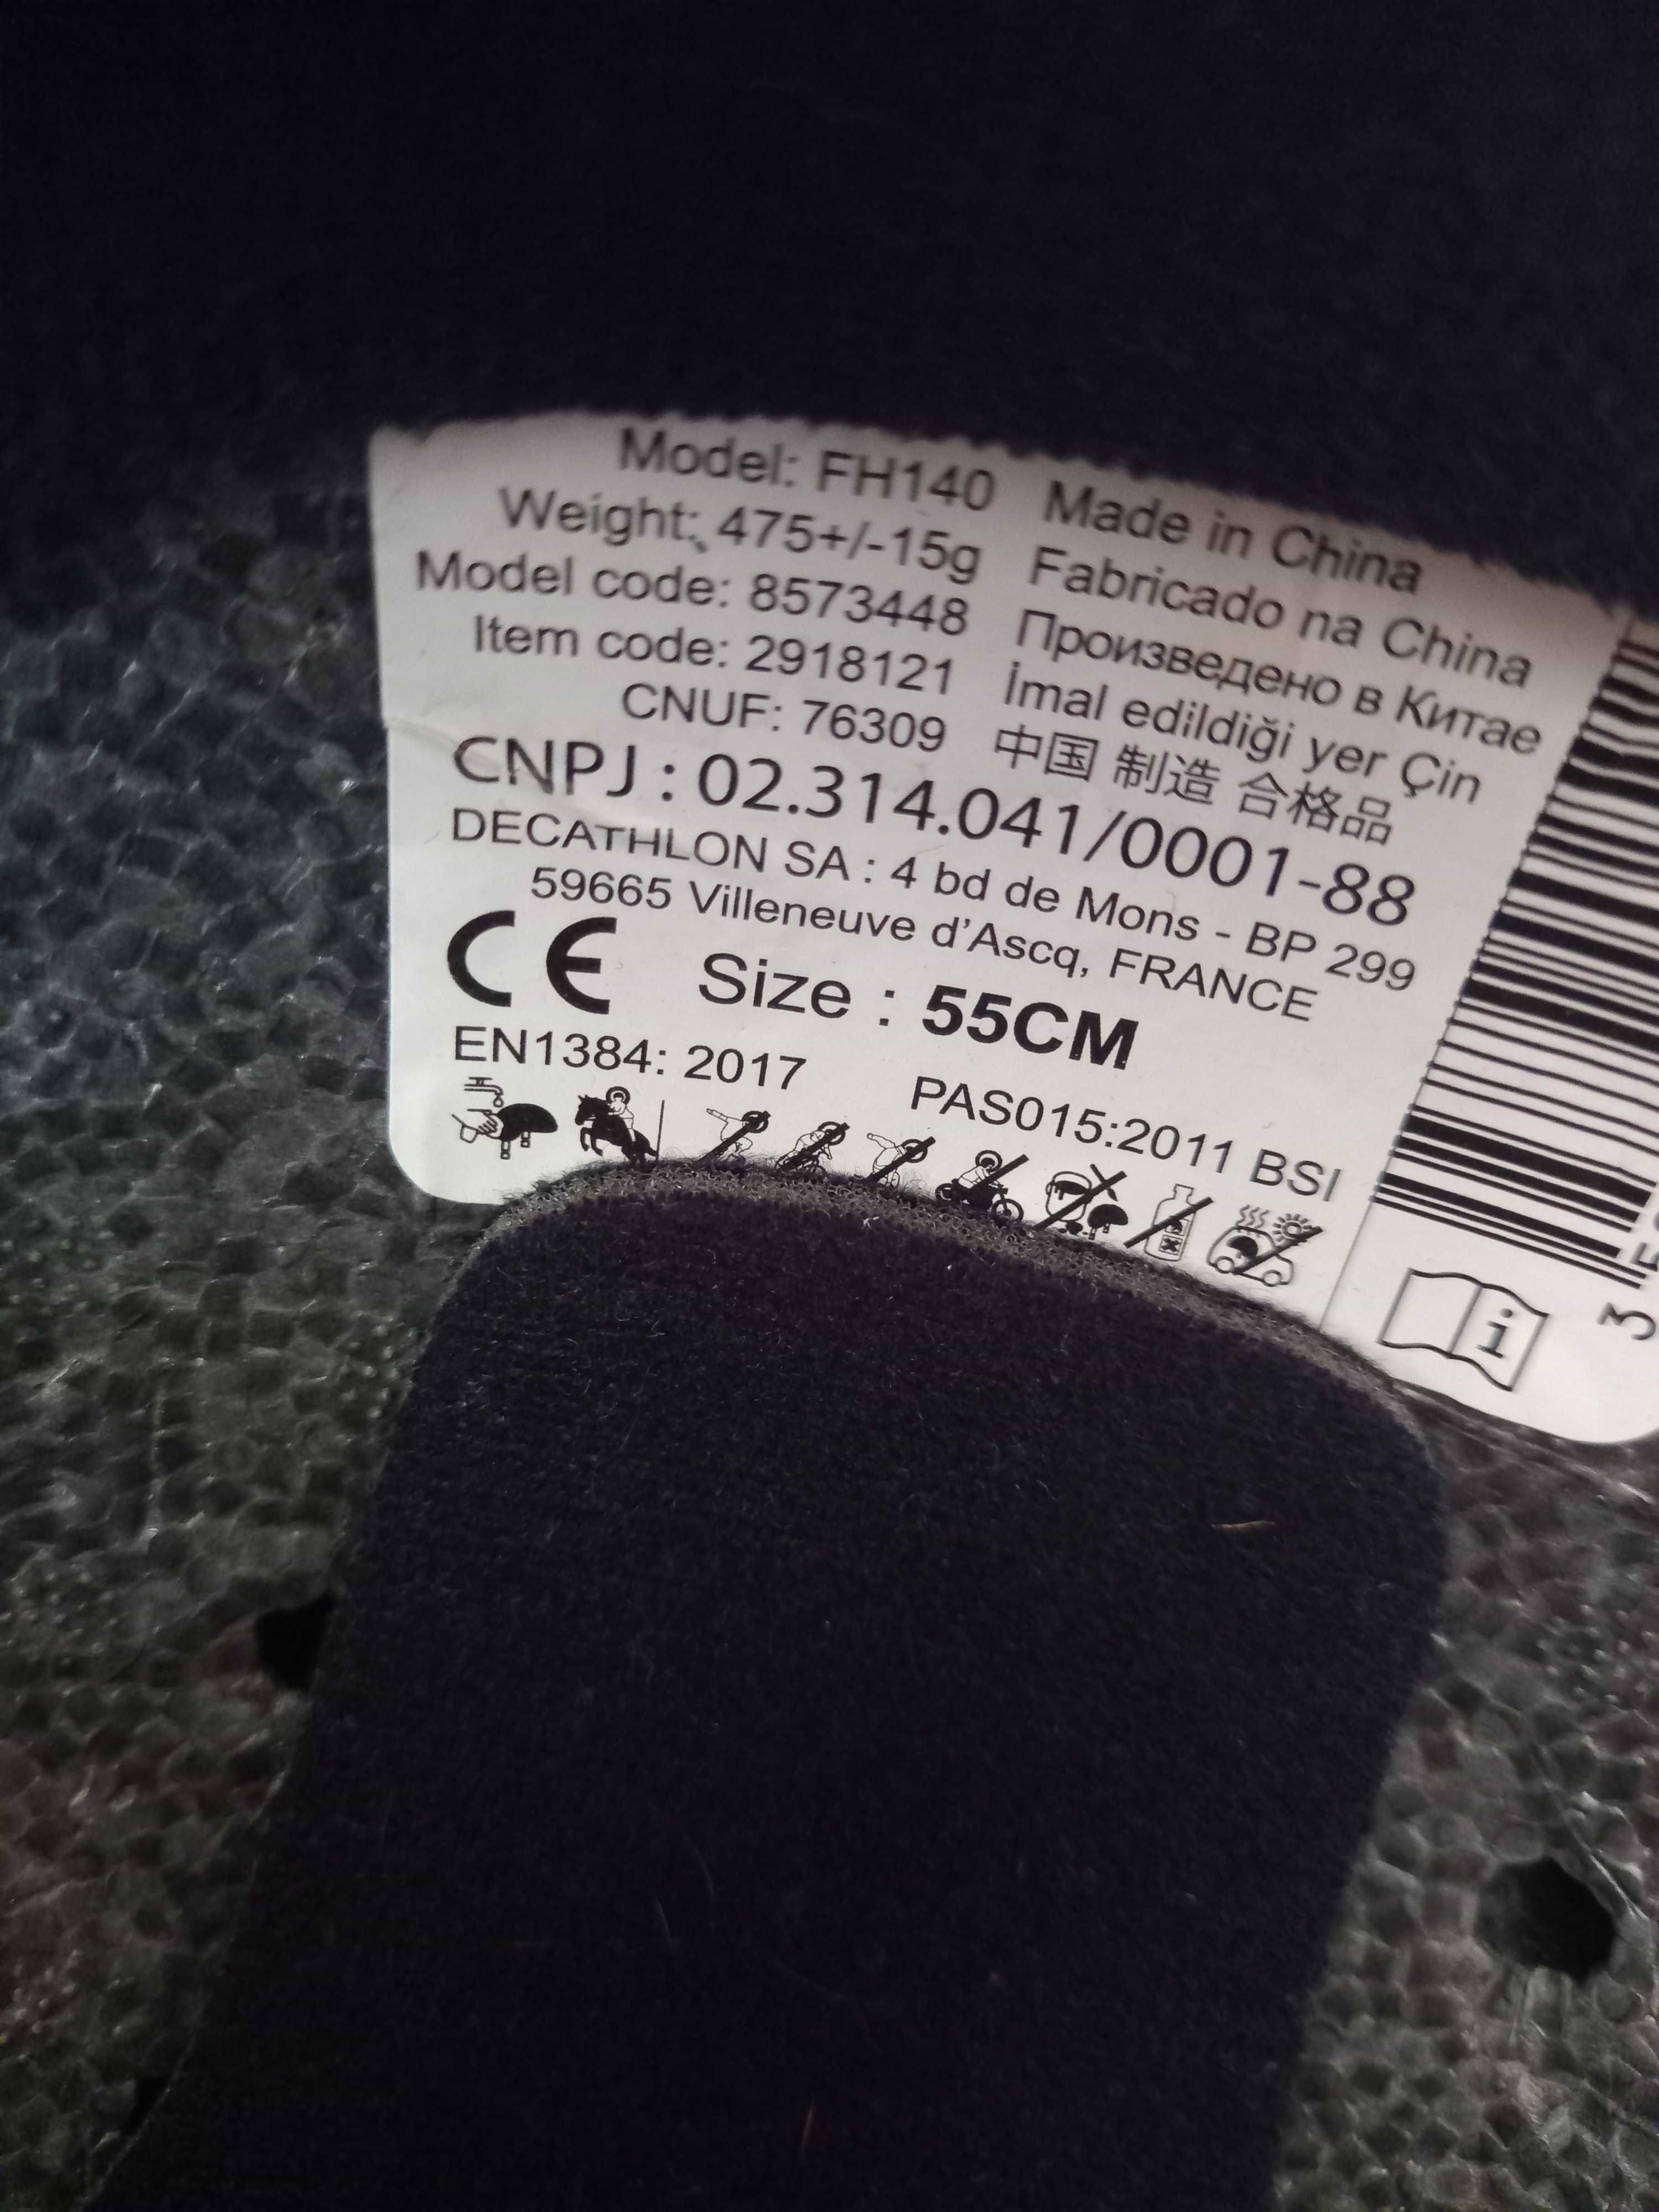 Model: FH140
Weight: 475+/-15g
Model code: 8573448
Item code: 2918121
CNUF: 76309
Made in China
Fabricado na China
Произведено в Китае
İmal edildiği yer Çin
中国 制造 合格品
CNPJ : 02.314.041/0001-88
DECATHLON SA : 4 bd de Mons - BP 299
59665 Villeneuve d'Ascq, FRANCE
CE Size : 55CM
EN1384: 2017 PAS015:2011 BSI
i
3